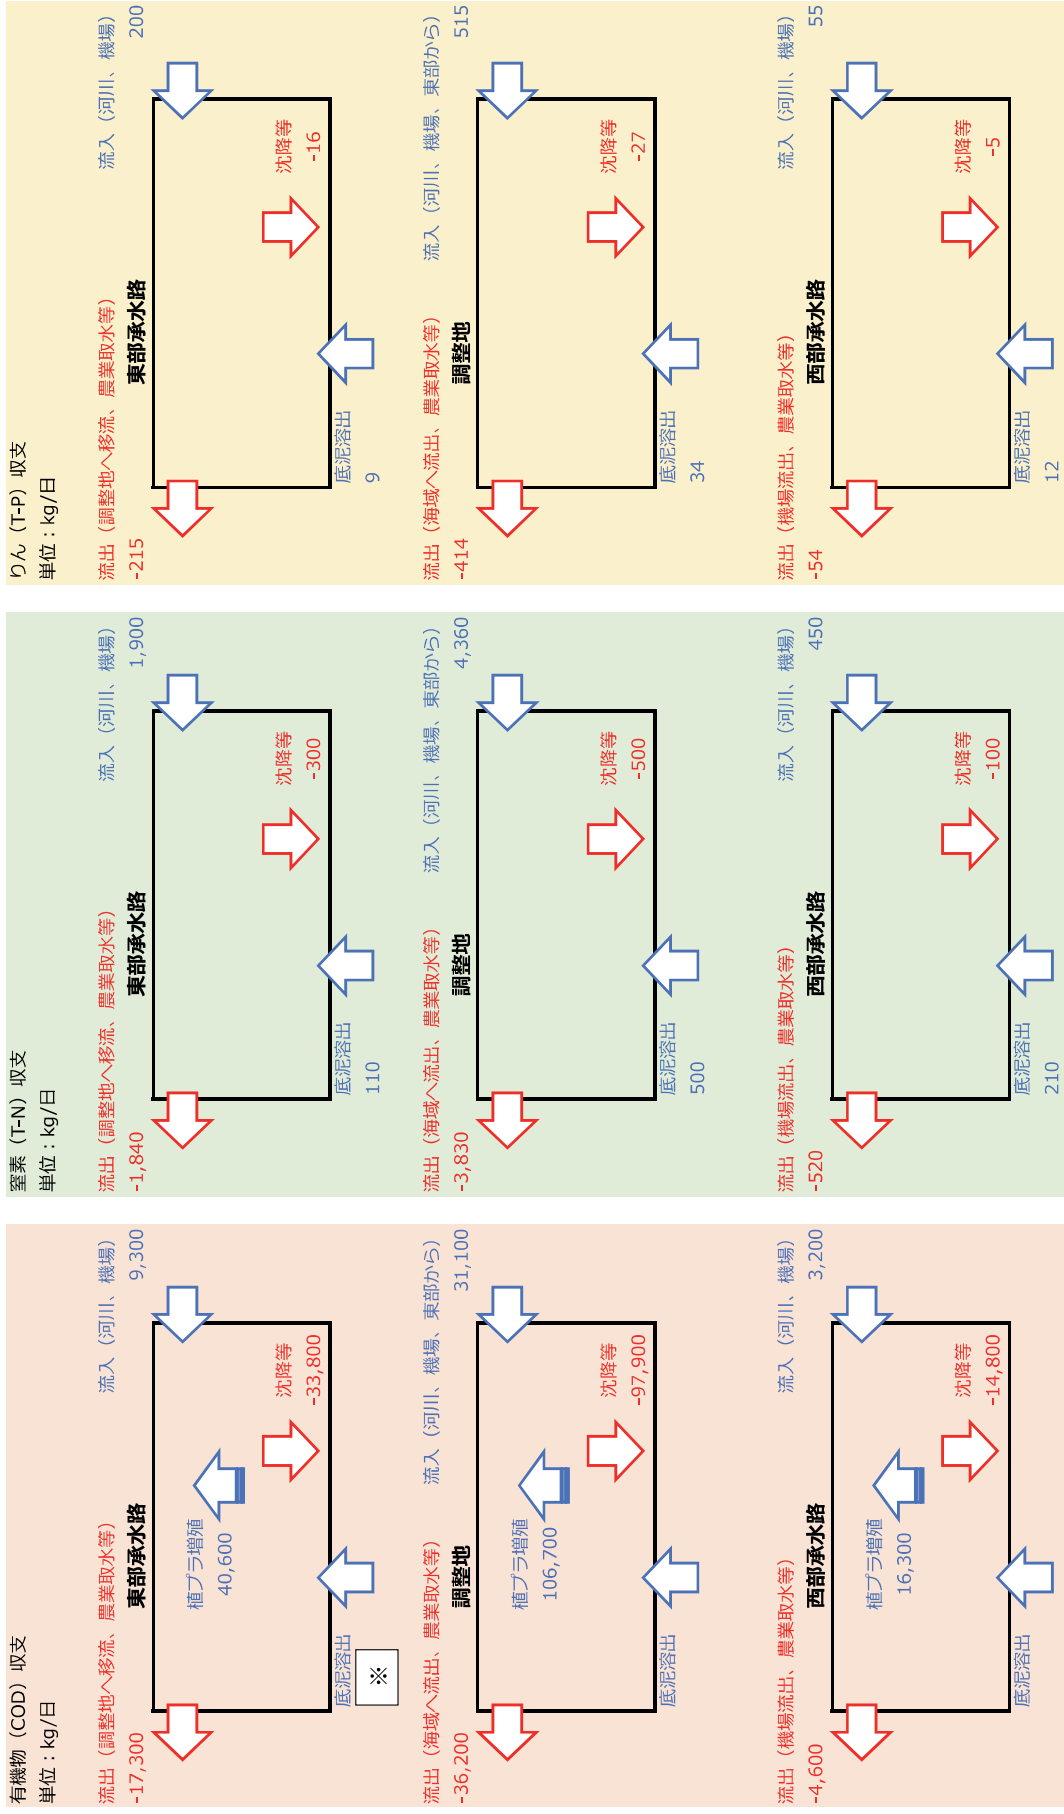 有機物（COD）収支
単位：kg/日
流出（調整地へ移流、農業取水等）
-17,300
流入（河川、機場）
9,300
東部承水路
植プラ増殖
40,600
沈降等
-33,800
底泥溶出
※
流出（海域へ流出、農業取水等）
-36,200
流入（河川、機場、東部から）
31,100
調整地
植プラ増殖
106,700
沈降等
-97,900
底泥溶出
流出（機場流出、農業取水等）
-4,600
流入（河川、機場）
3,200
西部承水路
植プラ増殖
16,300
沈降等
-14,800
底泥溶出
窒素（T-N）収支
単位：kg/日
流出（調整地へ移流、農業取水等）
-1,840
流入（河川、機場）
1,900
東部承水路
沈降等
-300
底泥溶出
110
流出（海域へ流出、農業取水等）
-3,830
流入（河川、機場、東部から）
4,360
調整地
沈降等
-500
底泥溶出
500
流出（機場流出、農業取水等）
-520
流入（河川、機場）
450
西部承水路
沈降等
-100
底泥溶出
210
りん（T-P）収支
単位：kg/日
流出（調整地へ移流、農業取水等）
-215
流入（河川、機場）
200
東部承水路
沈降等
-16
底泥溶出
9
流出（海域へ流出、農業取水等）
-414
流入（河川、機場、東部から）
515
調整地
沈降等
-27
底泥溶出
34
流出（機場流出、農業取水等）
-54
流入（河川、機場）
55
西部承水路
沈降等
-5
底泥溶出
12